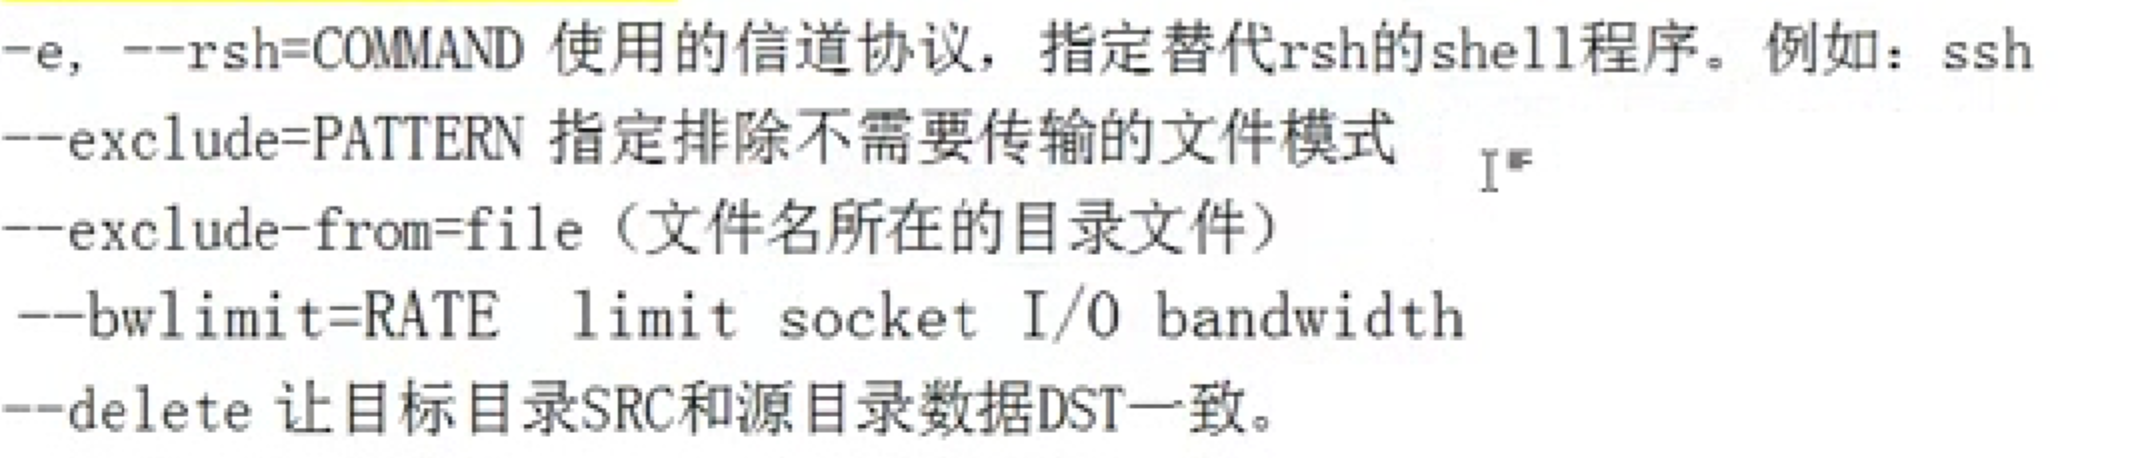 -e, --rsh=COMMAND 使用的信道协议，指定替代rsh的shell程序。例如：ssh
--exclude=PATTERN 指定排除不需要传输的文件模式
--exclude-from=file（文件名所在的目录文件）
--bwlimit=RATE  limit socket I/O bandwidth
--delete 让目标目录SRC和源目录数据DST一致。